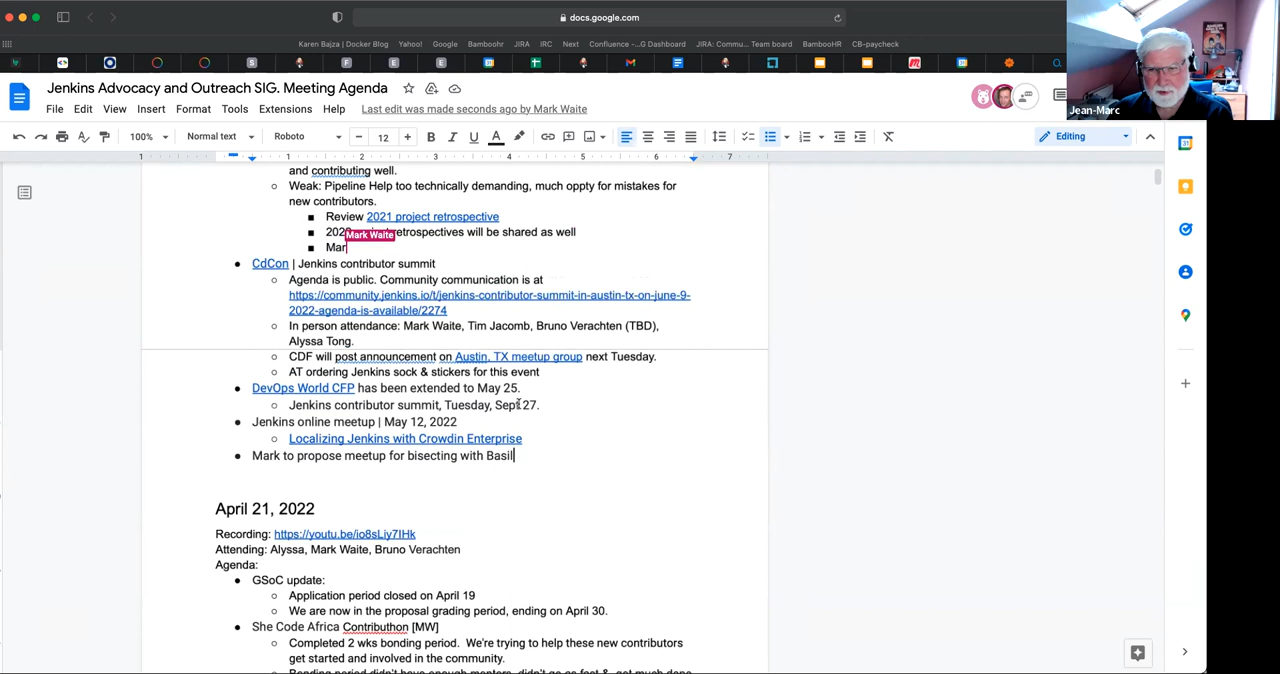 docs.google.com
Karen Bajza | Docker Blog Yahoo! Google Bamboohr JIRA IRC Next Confluence -...G Dashboard JIRA: Commu... Team board BambooHR CB-paycheck
Jenkins Advocacy and Outreach SIG. Meeting Agenda
File Edit View Insert Format Tools Help Last edit was made seconds ago by Mark Waite
Jean-Marc
100% Normal text Roboto 12 Editing
1 1 2 3 4 5 6 7
and contributing well.
Weak: Pipeline Help too technically demanding, much oppty for mistakes for
new contributors.
Review 2021 project retrospective
retrospectives will be shared as well
Mark Waite
Mar
CdCon | Jenkins contributor summit
Agenda is public. Community communication is at
https://community.jenkins.io/t/jenkins-contributor-summit-in-austin-tx-on-june-9-
2022-agenda-is-available/2274
In person attendance: Mark Waite, Tim Jacomb, Bruno Verachten (TBD),
Alyssa Tong.
CDF will post announcement on Austin, TX meetup group next Tuesday.
AT ordering Jenkins sock & stickers for this event
DevOps World CFP has been extended to May 25.
Jenkins contributor summit, Tuesday, Sept 27.
Jenkins online meetup | May 12, 2022
Localizing Jenkins with Crowdin Enterprise
Mark to propose meetup for bisecting with Basil
April 21, 2022
Recording: https://youtu.be/io8sLiy7IHk
Attending: Alyssa, Mark Waite, Bruno Verachten
Agenda:
GSoC update:
Application period closed on April 19
We are now in the proposal grading period, ending on April 30.
She Code Africa Contributhon [MW]
Completed 2 wks bonding period. We're trying to help these new contributors
get started and involved in the community.